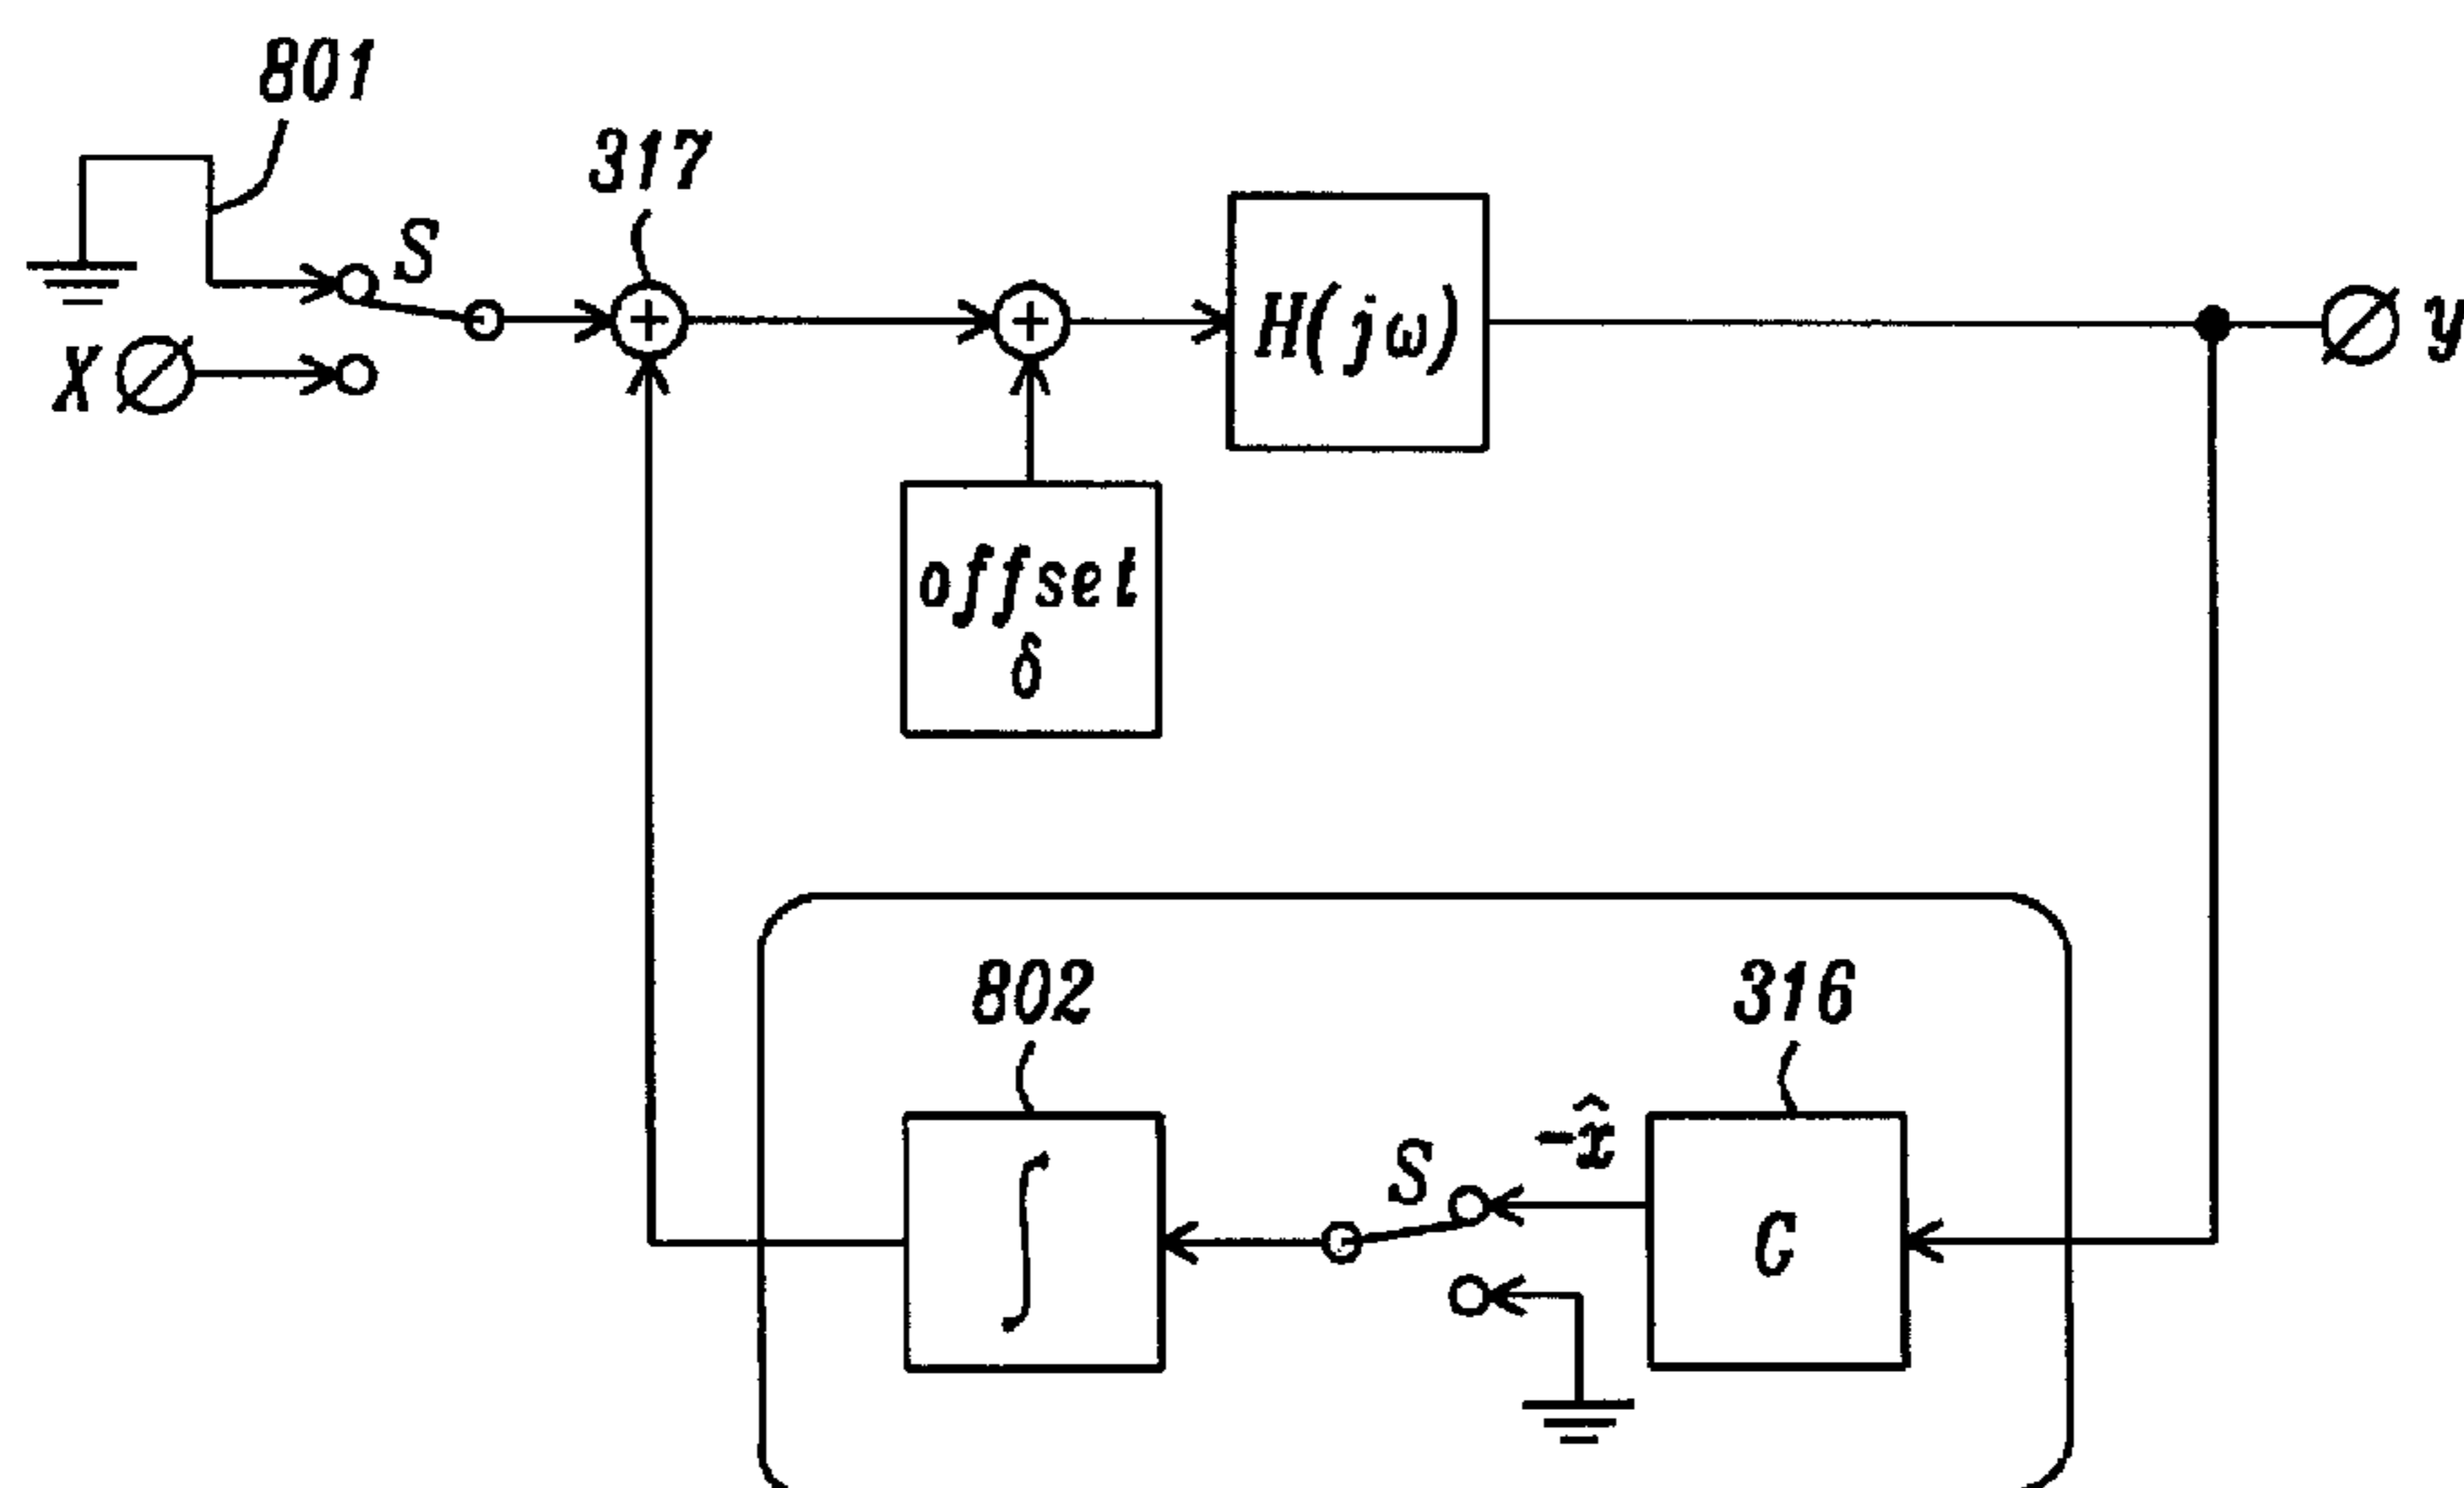 801
317
S
X
+
+
H(jω)
y
offset
δ
802
316
-x̂
S
∫
G